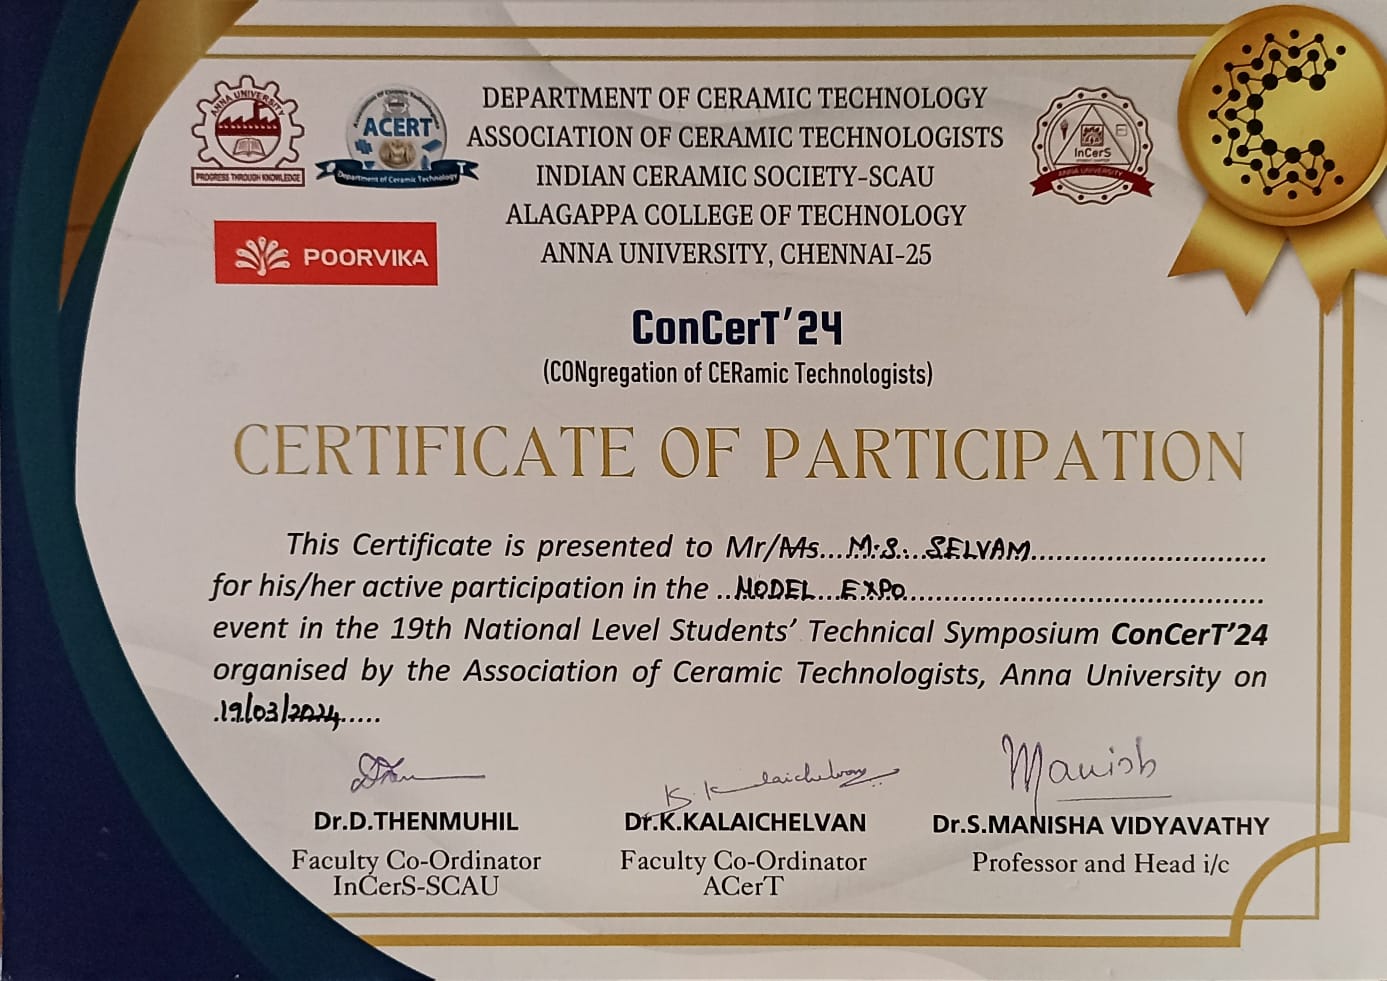 ANNA UNIVERSITY
PROGRESS THROUGH KNOWLEDGE
ACERT
Department of Ceramic Technology
DEPARTMENT OF CERAMIC TECHNOLOGY
ASSOCIATION OF CERAMIC TECHNOLOGISTS
INDIAN CERAMIC SOCIETY-SCAU
ALAGAPPA COLLEGE OF TECHNOLOGY
ANNA UNIVERSITY, CHENNAI-25
InCerS
ANNA UNIVERSITY
POORVIKA
ConCerT'24
(CONgregation of CERamic Technologists)
CERTIFICATE OF PARTICIPATION
This Certificate is presented to Mr/Ms...M.S...SELVAM..............................
for his/her active participation in the ..MODEL...EXPO..............................................
event in the 19th National Level Students' Technical Symposium ConCerT'24
organised by the Association of Ceramic Technologists, Anna University on
.19/03/2024.....
K. Kalaichelvan
Manish
Dr.D.THENMUHIL
Dr.K.KALAICHELVAN
Dr.S.MANISHA VIDYAVATHY
Faculty Co-Ordinator
InCerS-SCAU
Faculty Co-Ordinator
ACerT
Professor and Head i/c